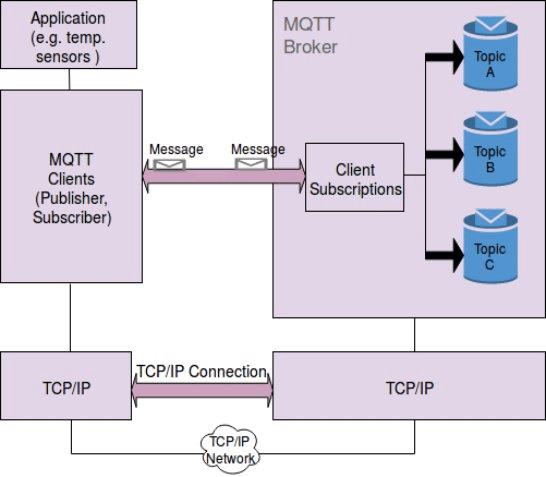 Application
(e.g. temp.
sensors )
MQTT
Broker
Topic
A
MQTT
Clients
(Publisher,
Subscriber)
Message
Message
Client
Subscriptions
Topic
B
Topic
C
TCP/IP
TCP/IP Connection
TCP/IP
TCP/IP
Network